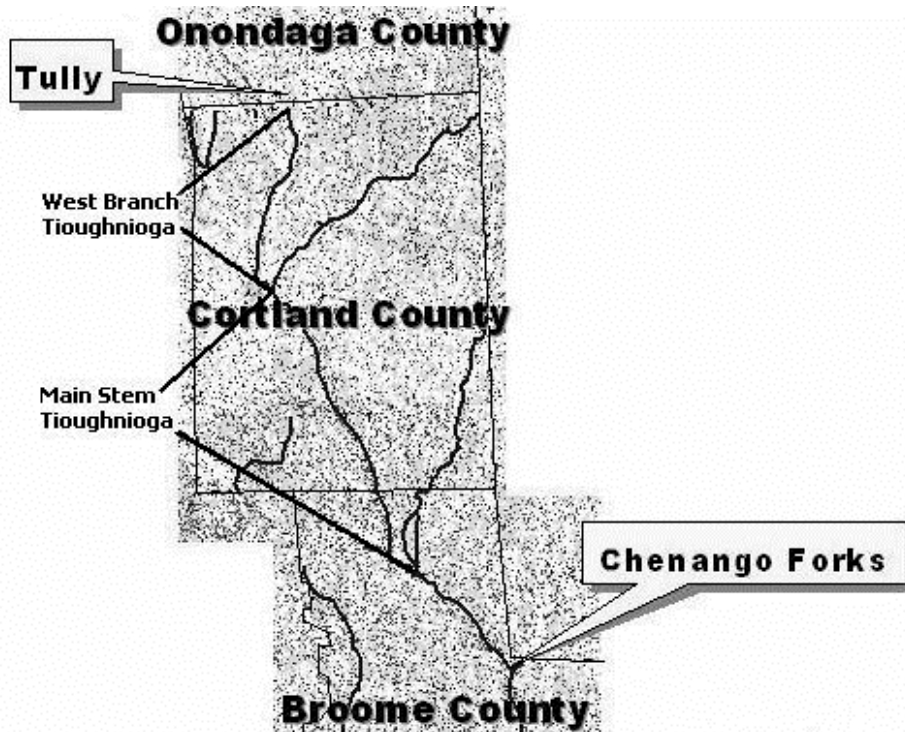 Onondaga County
Tully
West Branch
Tioughnioga
Cortland County
Main Stem
Tioughnioga
Chenango Forks
Broome County